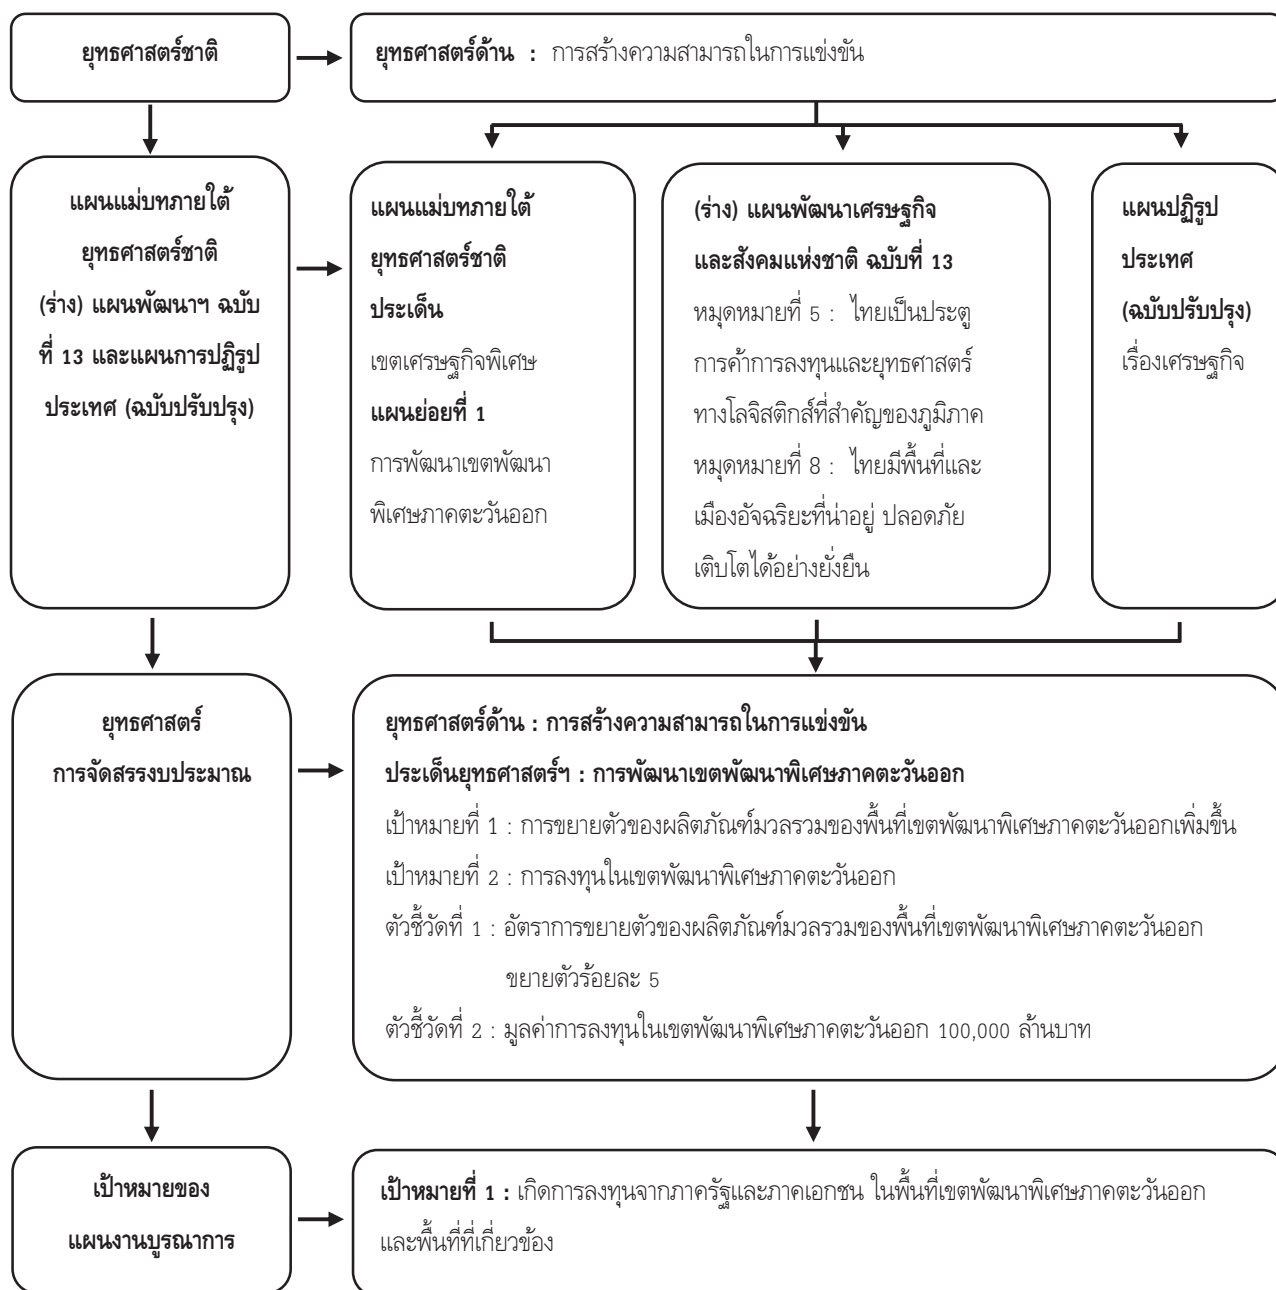 ยุทธศาสตร์ชาติ
ยุทธศาสตร์ด้าน : การสร้างความสามารถในการแข่งขัน
แผนแม่บทภายใต้
ยุทธศาสตร์ชาติ
(ร่าง) แผนพัฒนาฯ ฉบับ
ที่ 13 และแผนการปฏิรูป
ประเทศ (ฉบับปรับปรุง)
แผนแม่บทภายใต้
ยุทธศาสตร์ชาติ
ประเด็น
เขตเศรษฐกิจพิเศษ
แผนย่อยที่ 1
การพัฒนาเขตพัฒนา
พิเศษภาคตะวันออก
(ร่าง) แผนพัฒนาเศรษฐกิจ
และสังคมแห่งชาติ ฉบับที่ 13
หมุดหมายที่ 5 : ไทยเป็นประตู
การค้าการลงทุนและยุทธศาสตร์
ทางโลจิสติกส์ที่สำคัญของภูมิภาค
หมุดหมายที่ 8 : ไทยมีพื้นที่และ
เมืองอัจฉริยะที่น่าอยู่ ปลอดภัย
เติบโตได้อย่างยั่งยืน
แผนปฏิรูป
ประเทศ
(ฉบับปรับปรุง)
เรื่องเศรษฐกิจ
ยุทธศาสตร์
การจัดสรรงบประมาณ
ยุทธศาสตร์ด้าน : การสร้างความสามารถในการแข่งขัน
ประเด็นยุทธศาสตร์ฯ : การพัฒนาเขตพัฒนาพิเศษภาคตะวันออก
เป้าหมายที่ 1 : การขยายตัวของผลิตภัณฑ์มวลรวมของพื้นที่เขตพัฒนาพิเศษภาคตะวันออกเพิ่มขึ้น
เป้าหมายที่ 2 : การลงทุนในเขตพัฒนาพิเศษภาคตะวันออก
ตัวชี้วัดที่ 1 : อัตราการขยายตัวของผลิตภัณฑ์มวลรวมของพื้นที่เขตพัฒนาพิเศษภาคตะวันออก
ขยายตัวร้อยละ 5
ตัวชี้วัดที่ 2 : มูลค่าการลงทุนในเขตพัฒนาพิเศษภาคตะวันออก 100,000 ล้านบาท
เป้าหมายของ
แผนงานบูรณาการ
เป้าหมายที่ 1 : เกิดการลงทุนจากภาครัฐและภาคเอกชน ในพื้นที่เขตพัฒนาพิเศษภาคตะวันออก
และพื้นที่ที่เกี่ยวข้อง